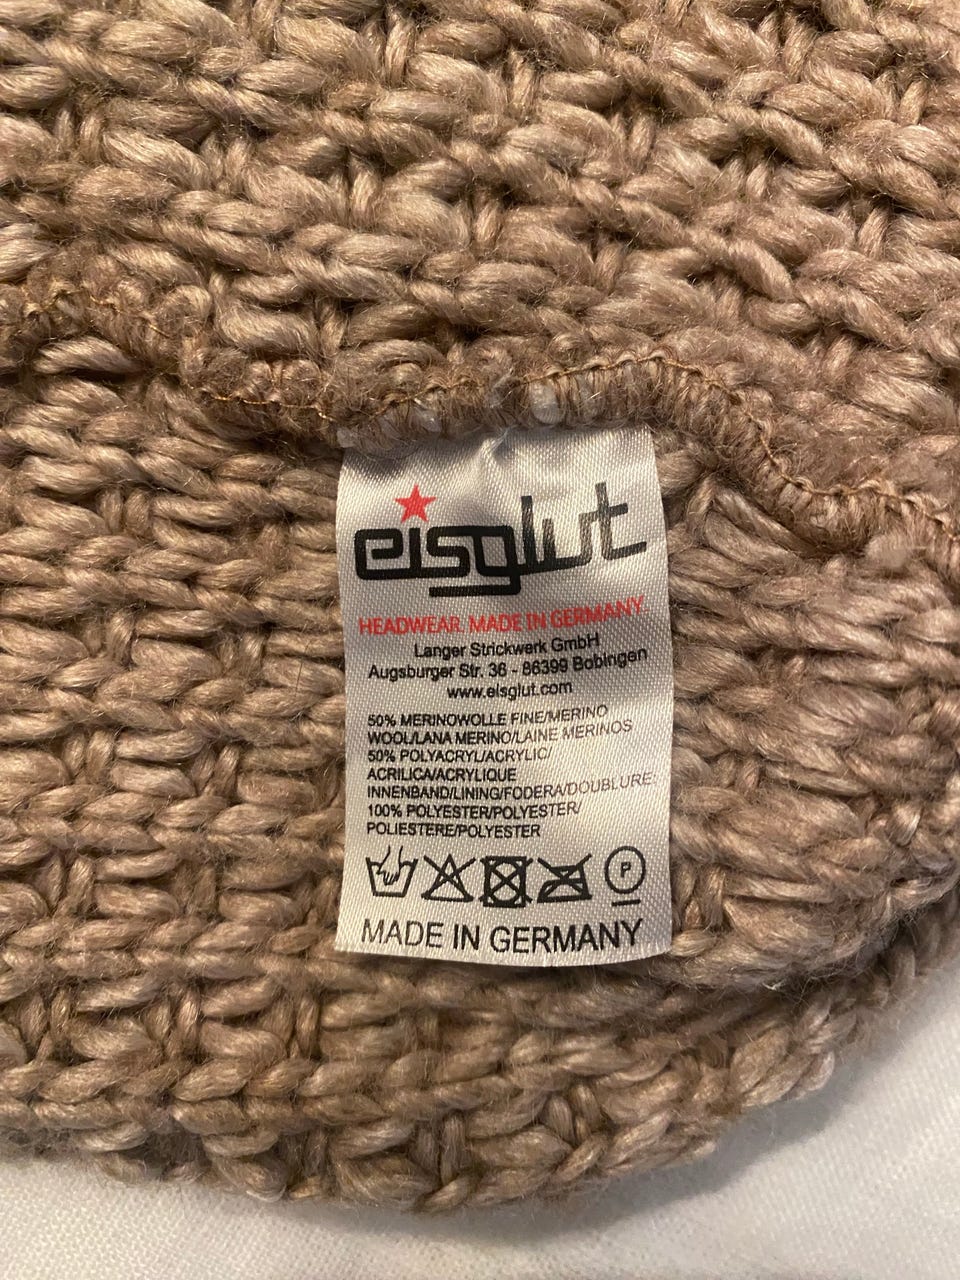 eisglut
HEADWEAR. MADE IN GERMANY.
Langer Strickwerk GmbH
Augsburger Str. 36 - 86399 Bobingen
www.eisglut.com
50% MERINOWOLLE FINE/MERINO
WOOL/LANA MERINO/LAINE MERINOS
50% POLYACRYL/ACRYLIC/
ACRILICA/ACRYLIQUE
INNENBAND/LINING/FODERA/DOUBLURE:
100% POLYESTER/POLYESTER/
POLIESTERE/POLYESTER
P
MADE IN GERMANY